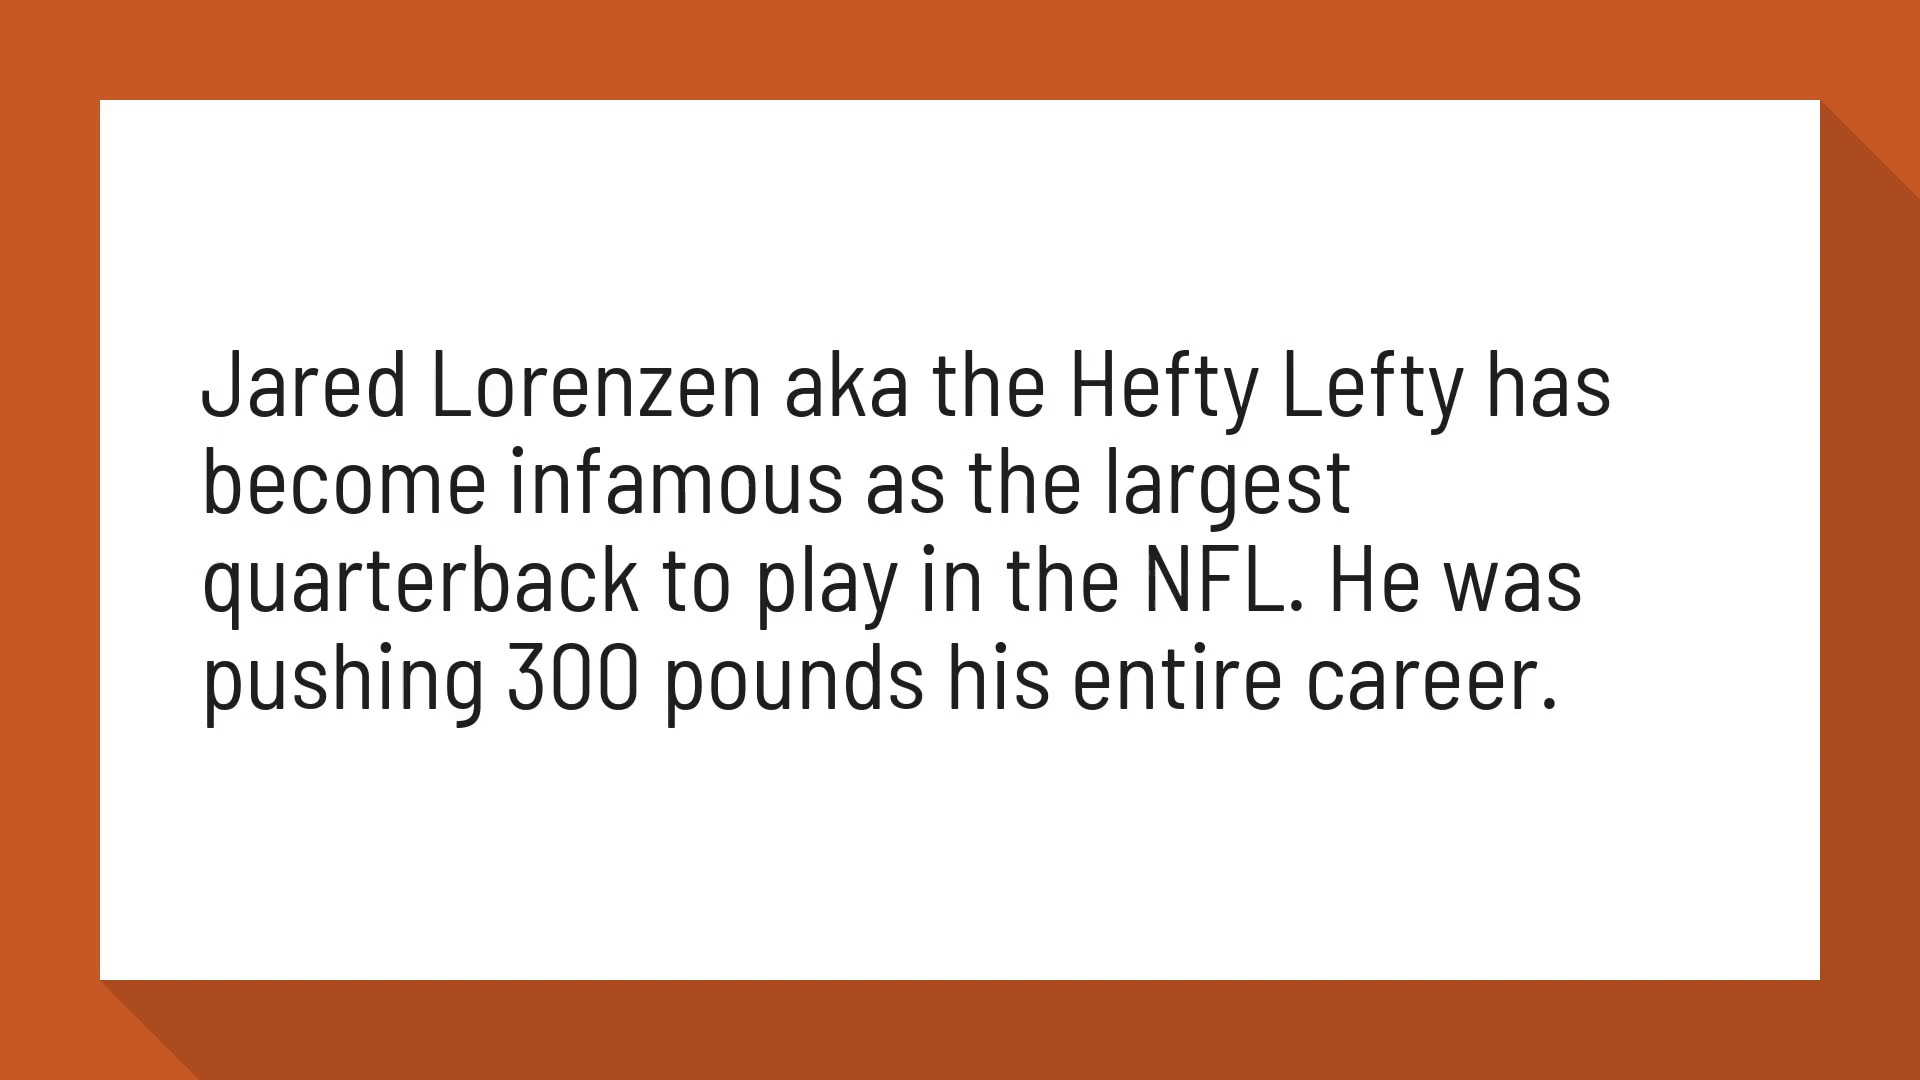 Jared Lorenzen aka the Hefty Lefty has
become infamous as the largest
quarterback to play in the NFL. He was
pushing 300 pounds his entire career.